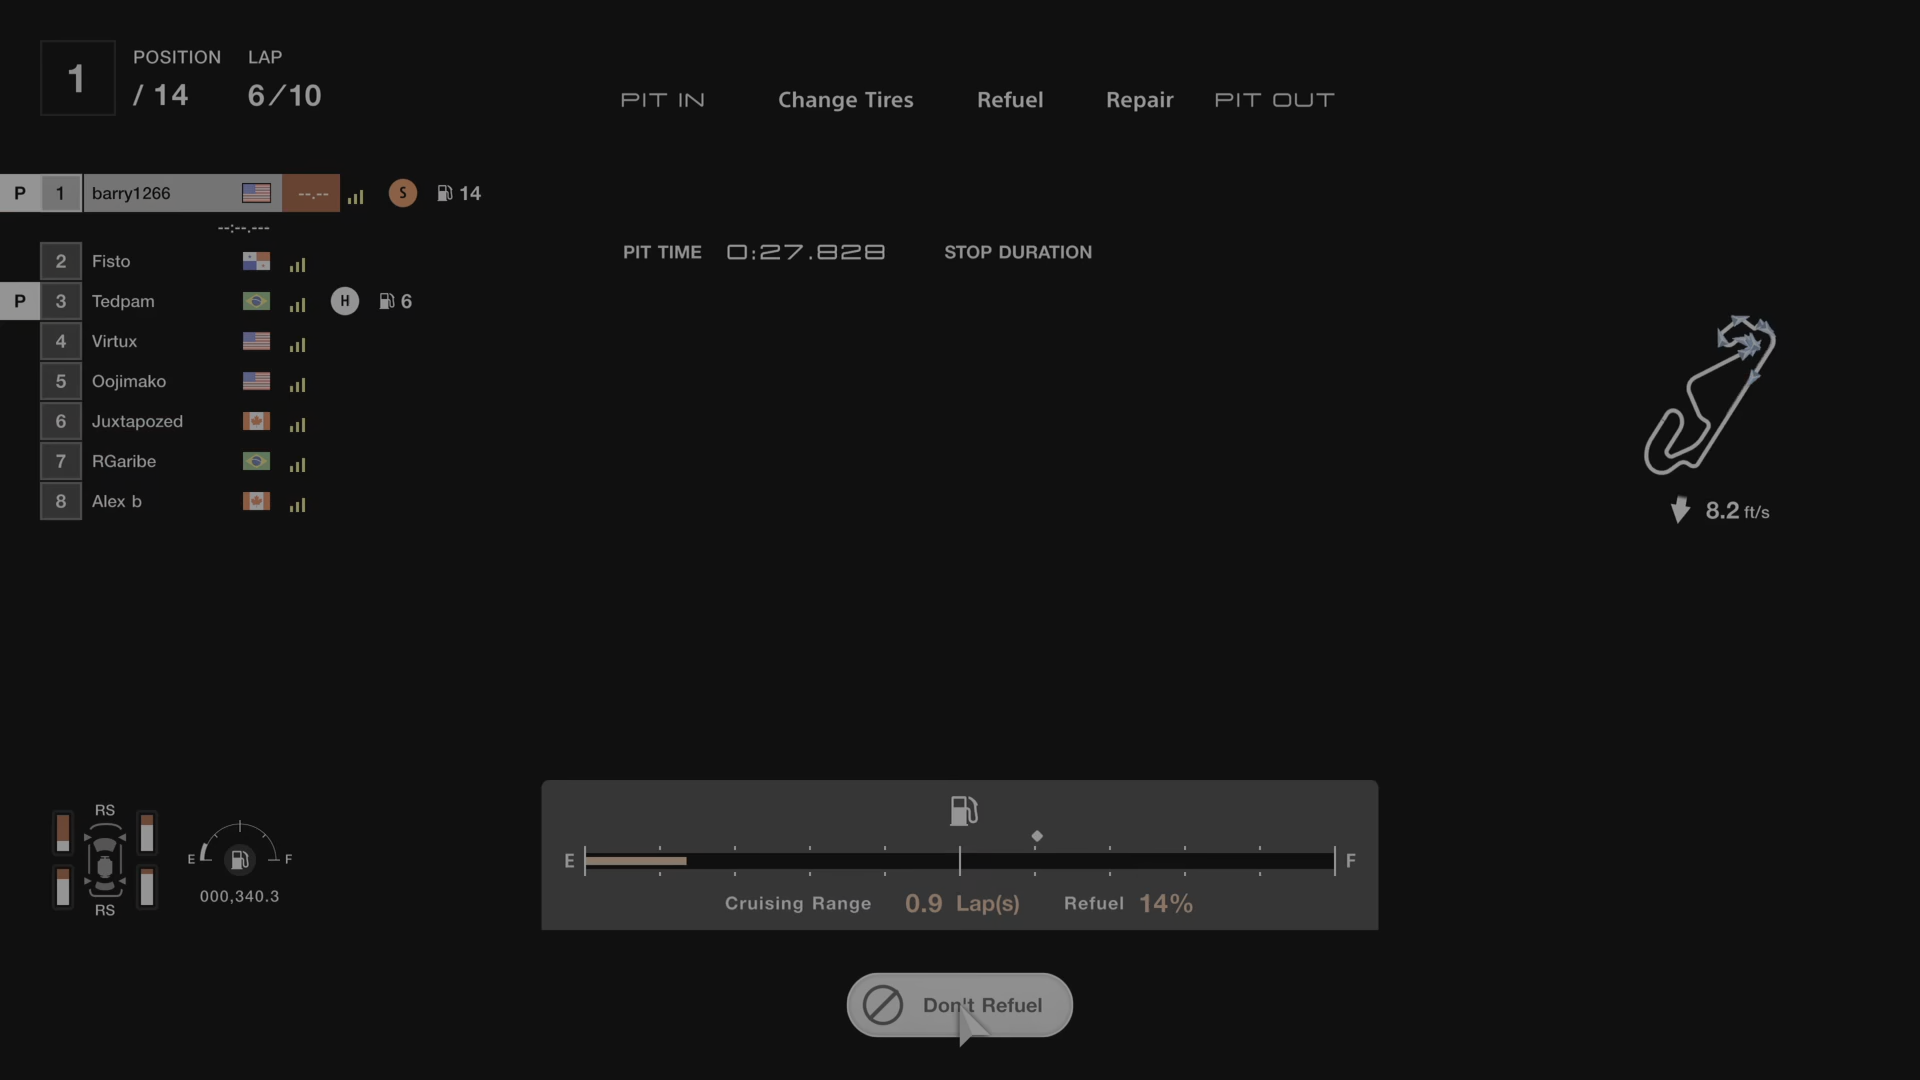 1 POSITION / 14 LAP 6/10
PIT IN Change Tires Refuel Repair PIT OUT
P 1 barry1266 --.-- S 14
--:--.---
PIT TIME 0:27.828 STOP DURATION
2 Fisto
P 3 Tedpam H 6
4 Virtux
5 Oojimako
6 Juxtapozed
7 RGaribe
8 Alex b
8.2 ft/s
RS
E F
000,340.3
RS
E F
Cruising Range 0.9 Lap(s) Refuel 14%
Don't Refuel